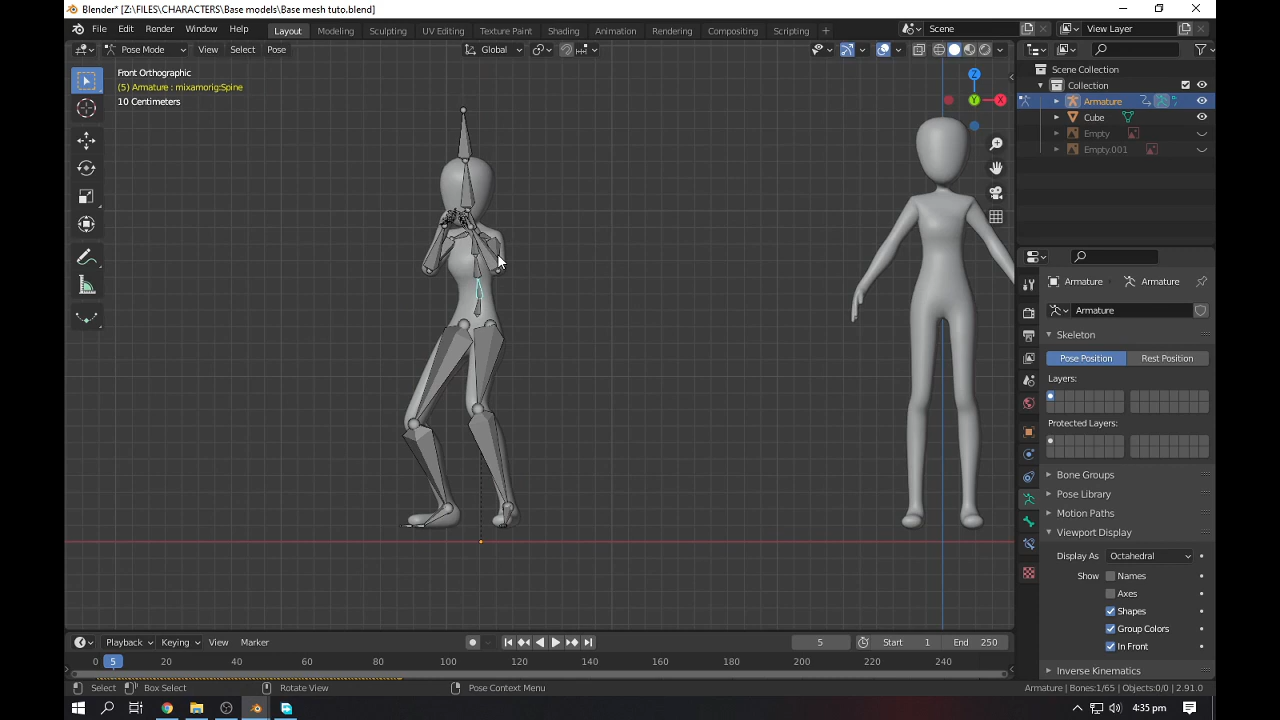 Blender* [Z:\FILES\CHARACTERS\Base models\Base mesh tuto.blend]
File Edit Render Window Help Layout Modeling Sculpting UV Editing Texture Paint Shading Animation Rendering Compositing Scripting Scene View Layer
Pose Mode View Select Pose Global
Front Orthographic
(5) Armature : mixamorig:Spine
10 Centimeters
Z
Y
X
Scene Collection
Collection
Armature
Cube
Empty
Empty.001
Armature Armature
Armature
Skeleton
Pose Position Rest Position
Layers:
Protected Layers:
Bone Groups
Pose Library
Motion Paths
Viewport Display
Display As Octahedral
Show Names
Axes
Shapes
Group Colors
In Front
Inverse Kinematics
Playback Keying View Marker 5 Start 1 End 250
0 5 20 40 60 80 100 120 140 160 180 200 220 240
Select Box Select Rotate View Pose Context Menu Armature | Bones:1/65 | Objects:0/0 | 2.91.0
4:35 pm